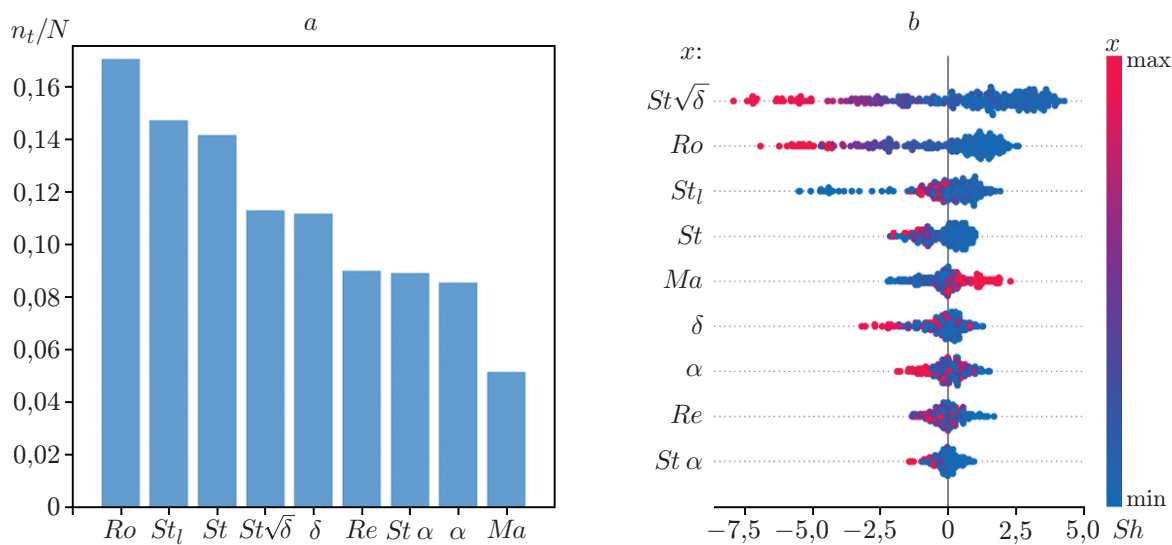 a
n_t/N
0,16
0,14
0,12
0,10
0,08
0,06
0,04
0,02
0
Ro St_l St St√δ δ Re St α α Ma
b
x:
x
max
St√δ
Ro
St_l
St
Ma
δ
α
Re
St α
min
−7,5 −5,0 −2,5 0 2,5 5,0 Sh